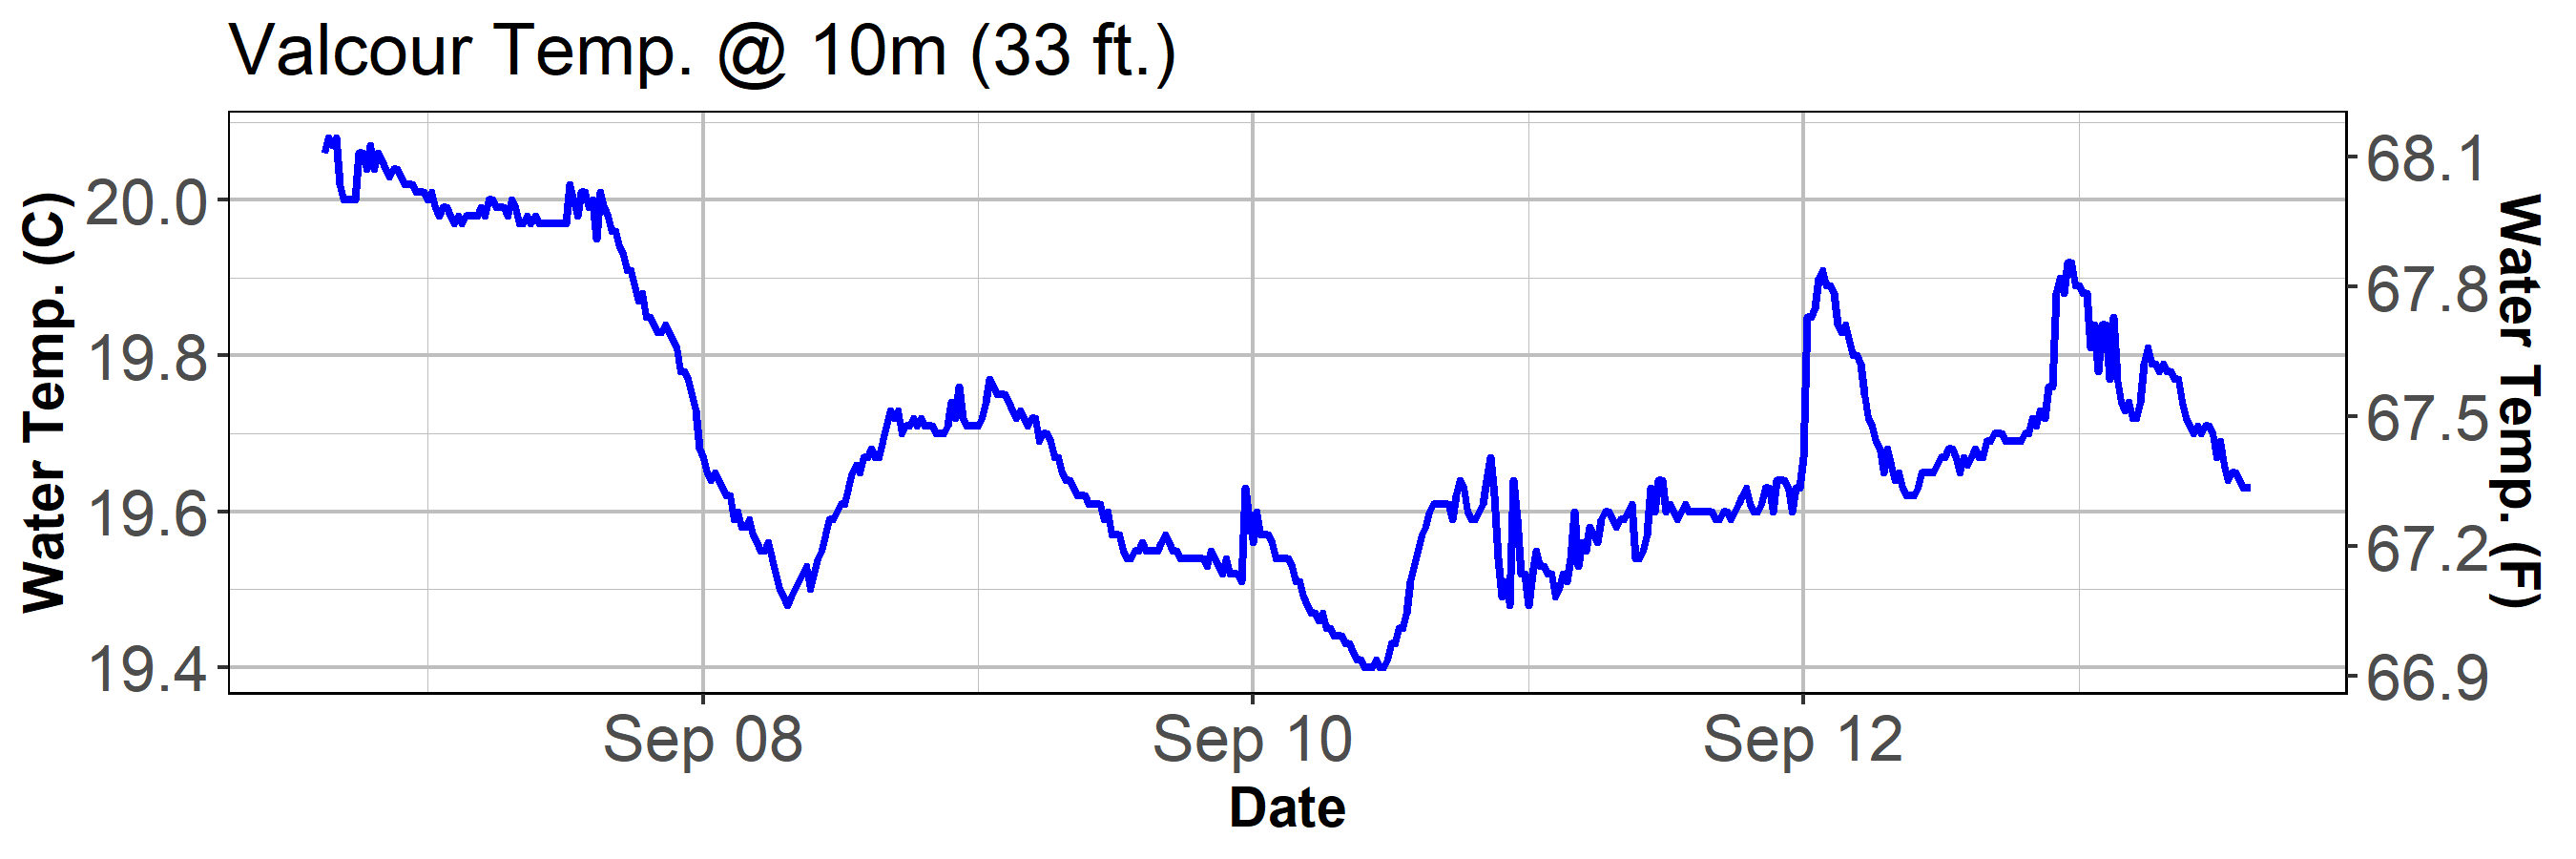 Valcour Temp. @ 10m (33 ft.)
Water Temp. (C)
20.0
19.8
19.6
19.4
68.1
67.8
67.5
67.2
66.9
Water Temp. (F)
Sep 08
Sep 10
Sep 12
Date